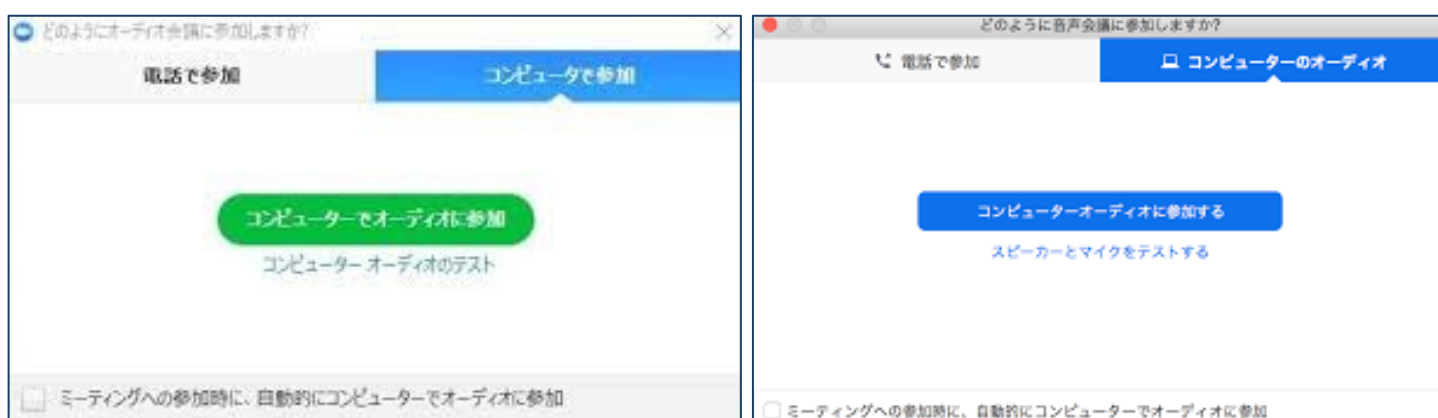 どのようにオーディオ会議に参加しますか?
電話で参加
コンピュータで参加
コンピューターでオーディオに参加
コンピューター オーディオのテスト
ミーティングへの参加時に、自動的にコンピューターでオーディオに参加
どのように音声会議に参加しますか?
電話で参加
コンピューターのオーディオ
コンピューターオーディオに参加する
スピーカーとマイクをテストする
ミーティングへの参加時に、自動的にコンピューターでオーディオに参加